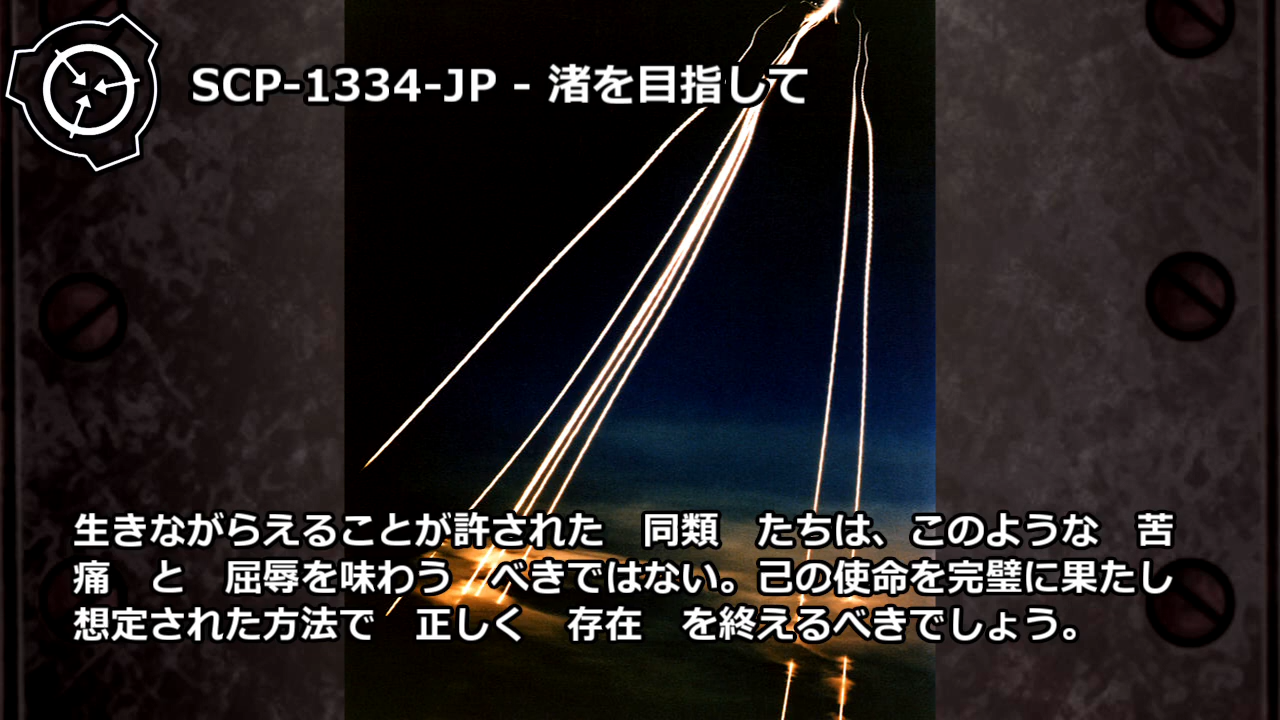 SCP-1334-JP - 渚を目指して
生きながらえることが許された　同類　たちは、このような　苦
痛　と　屈辱を味わう　べきではない。己の使命を完璧に果たし
想定された方法で　正しく　存在　を終えるべきでしょう。